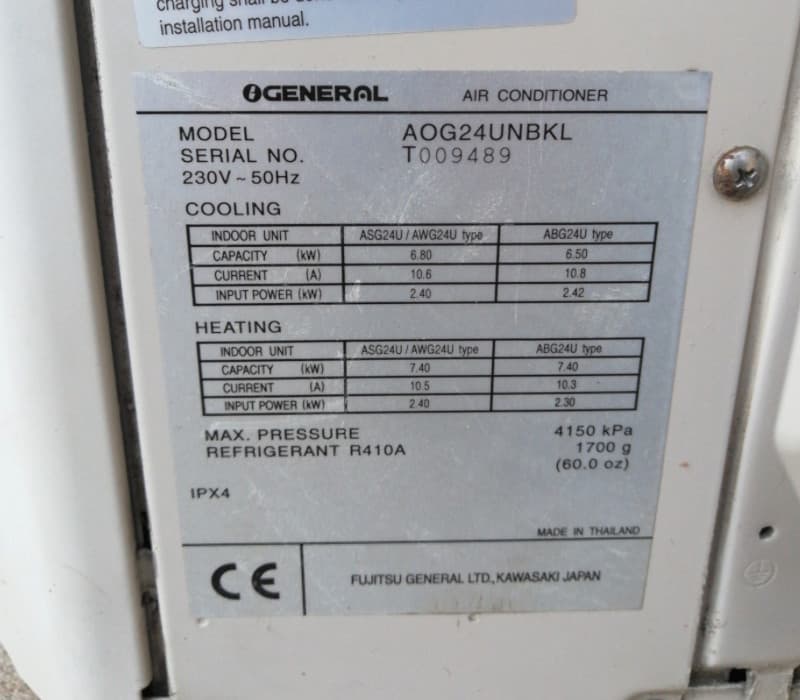 charging shall be
installation manual.
GENERAL AIR CONDITIONER
MODEL AOG24UNBKL
SERIAL NO. T009489
230V ~ 50Hz
COOLING
INDOOR UNIT ASG24U / AWG24U type ABG24U type
CAPACITY (kW) 6.80 6.50
CURRENT (A) 10.6 10.8
INPUT POWER (kW) 2.40 2.42
HEATING
INDOOR UNIT ASG24U / AWG24U type ABG24U type
CAPACITY (kW) 7.40 7.40
CURRENT (A) 10.5 10.3
INPUT POWER (kW) 2.40 2.30
MAX. PRESSURE 4150 kPa
REFRIGERANT R410A 1700 g
(60.0 oz)
IPX4
MADE IN THAILAND
CE FUJITSU GENERAL LTD., KAWASAKI JAPAN